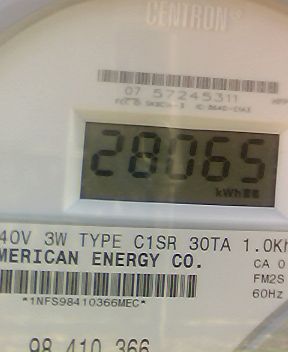 CENTRON®
07 57245311
28065
kWh
40V 3W TYPE C1SR 30TA 1.0Kh
MERICAN ENERGY CO.
CA 0
FM2S
60Hz
*1NFS98410366MEC*
98 410 366